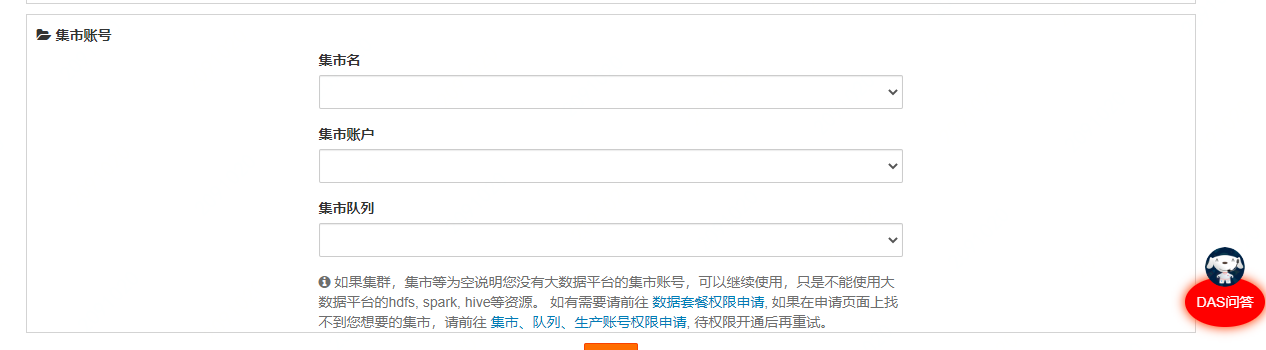 集市账号
集市名
集市账户
集市队列
如果集群，集市等为空说明您没有大数据平台的集市账号，可以继续使用，只是不能使用大
数据平台的hdfs, spark, hive等资源。 如有需要请前往 数据套餐权限申请, 如果在申请页面上找
不到您想要的集市，请前往 集市、队列、生产账号权限申请, 待权限开通后再重试。
DAS问答